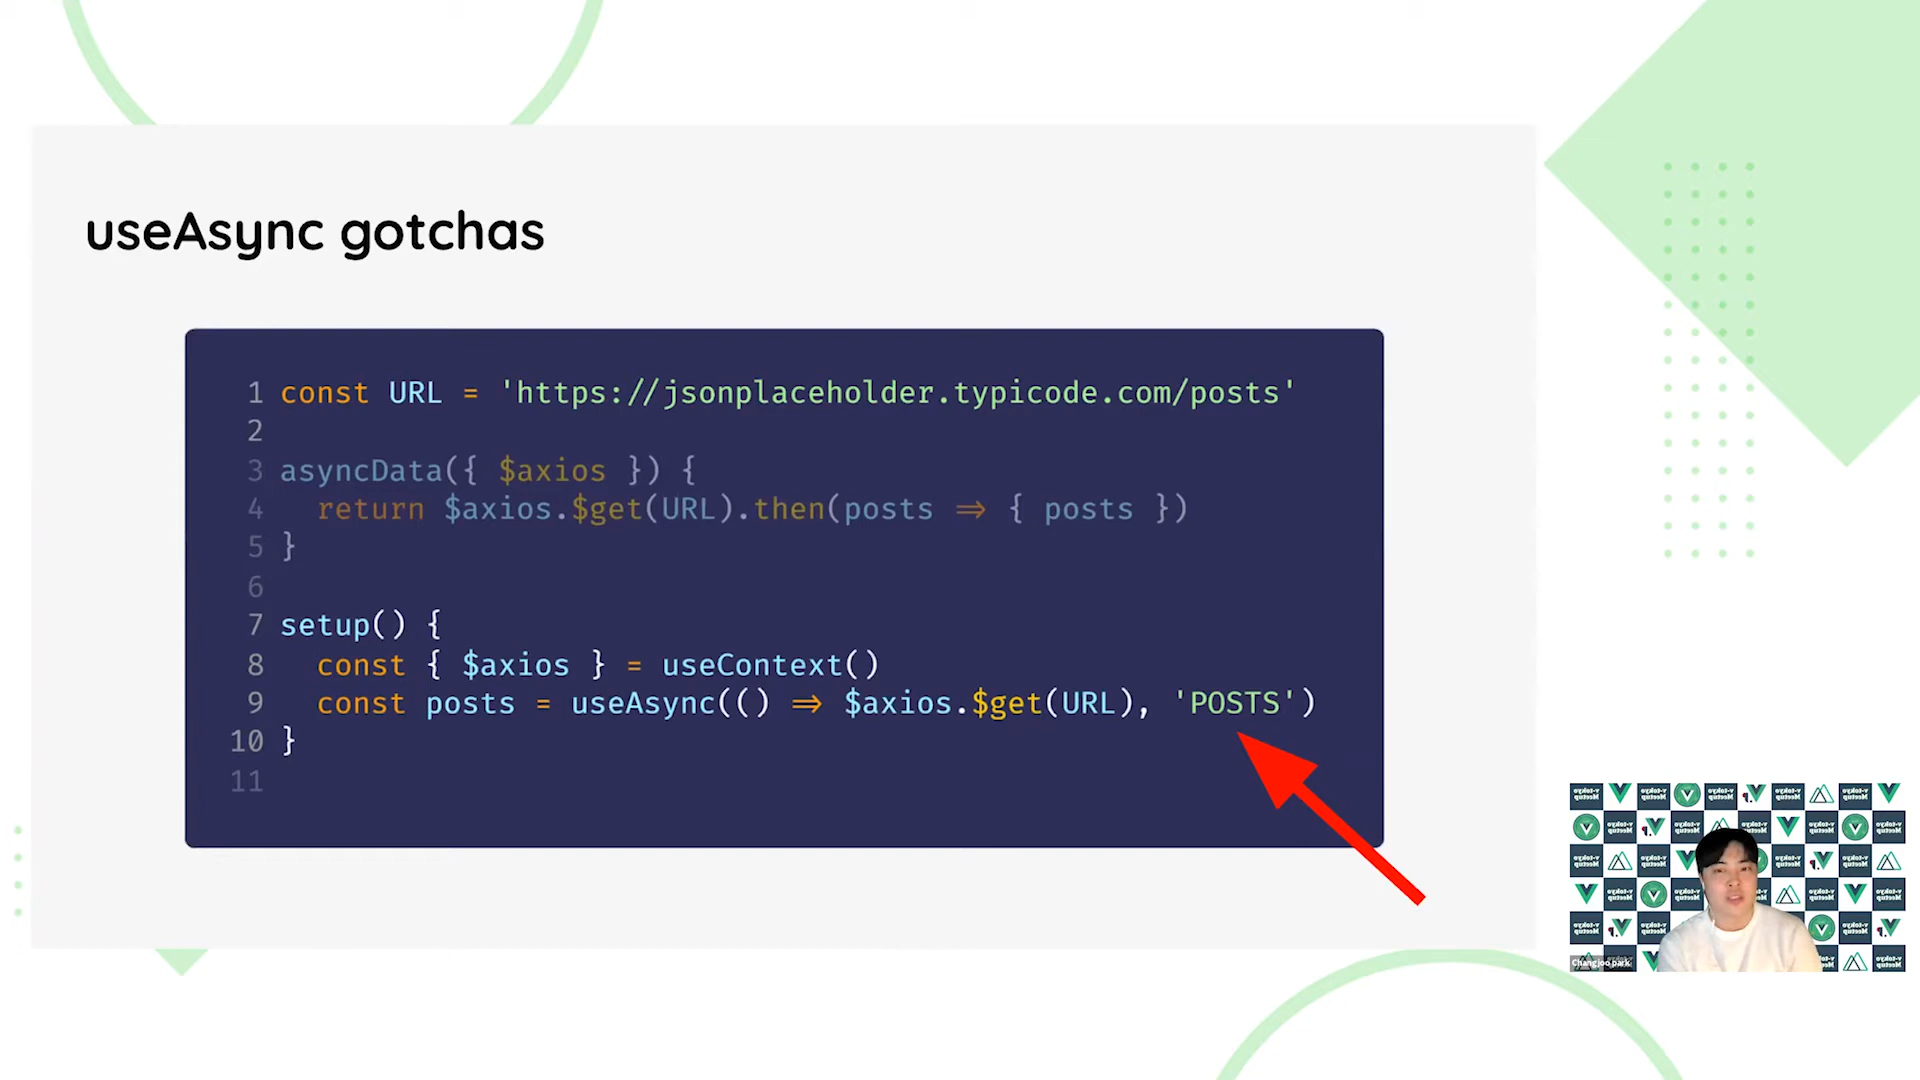 useAsync gotchas
1 const URL = 'https://jsonplaceholder.typicode.com/posts'
2
3 asyncData({ $axios }) {
4   return $axios.$get(URL).then(posts => { posts })
5 }
6
7 setup() {
8   const { $axios } = useContext()
9   const posts = useAsync(() => $axios.$get(URL), 'POSTS')
10 }
11
Changjoo park